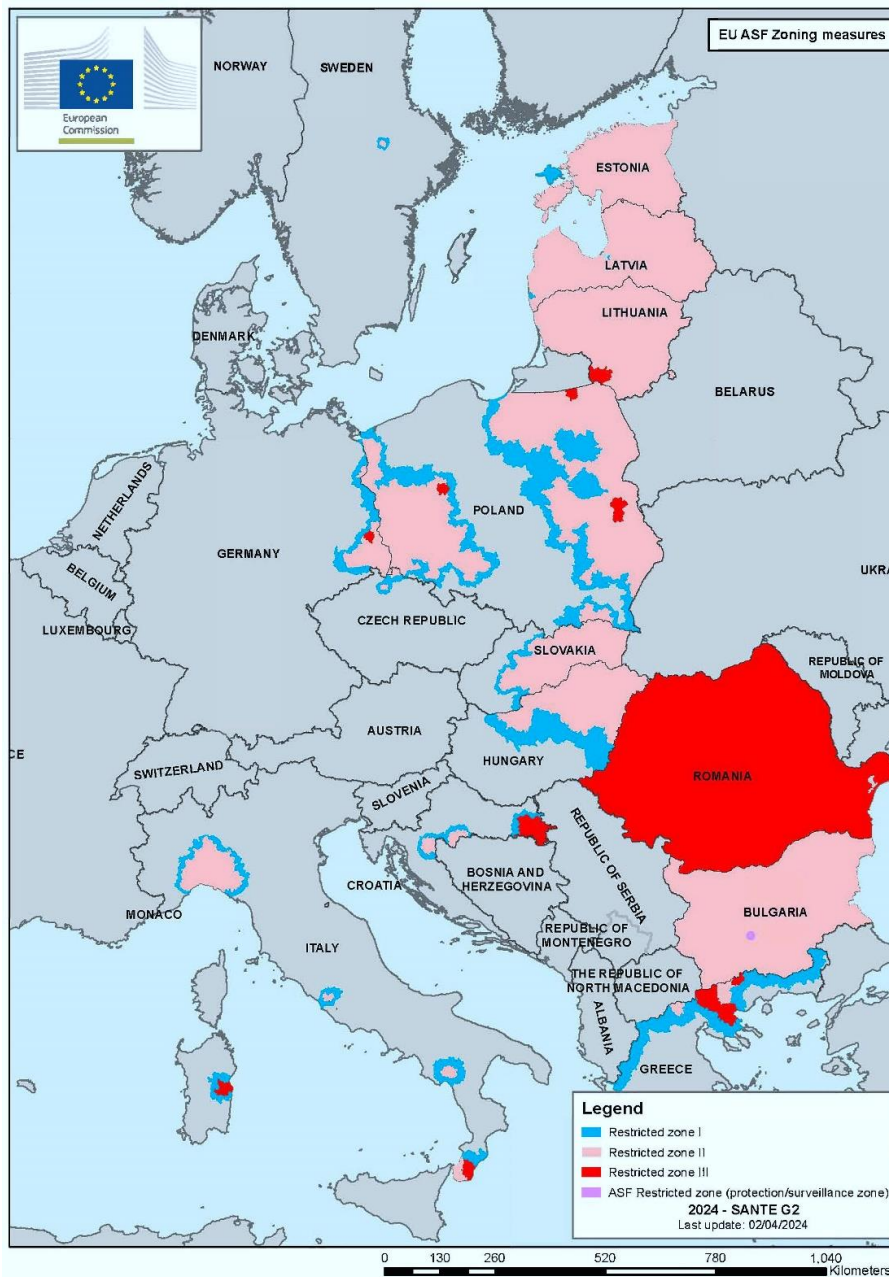 EU ASF Zoning measures
European
Commission
NORWAY
SWEDEN
ESTONIA
LATVIA
LITHUANIA
DENMARK
BELARUS
NETHERLANDS
POLAND
GERMANY
BELGIUM
UKRA
LUXEMBOURG
CZECH REPUBLIC
SLOVAKIA
REPUBLIC OF
MOLDOVA
AUSTRIA
CE
HUNGARY
SWITZERLAND
ROMANIA
SLOVENIA
REPUBLIC OF SERBIA
BOSNIA AND
HERZEGOVINA
CROATIA
MONACO
BULGARIA
REPUBLIC OF
MONTENEGRO
ITALY
THE REPUBLIC OF
NORTH MACEDONIA
ALBANIA
GREECE
Legend
Restricted zone I
Restricted zone II
Restricted zone III
ASF Restricted zone (protection/surveillance zone)
2024 - SANTE G2
Last update: 02/04/2024
0 130 260 520 780 1,040
Kilometers